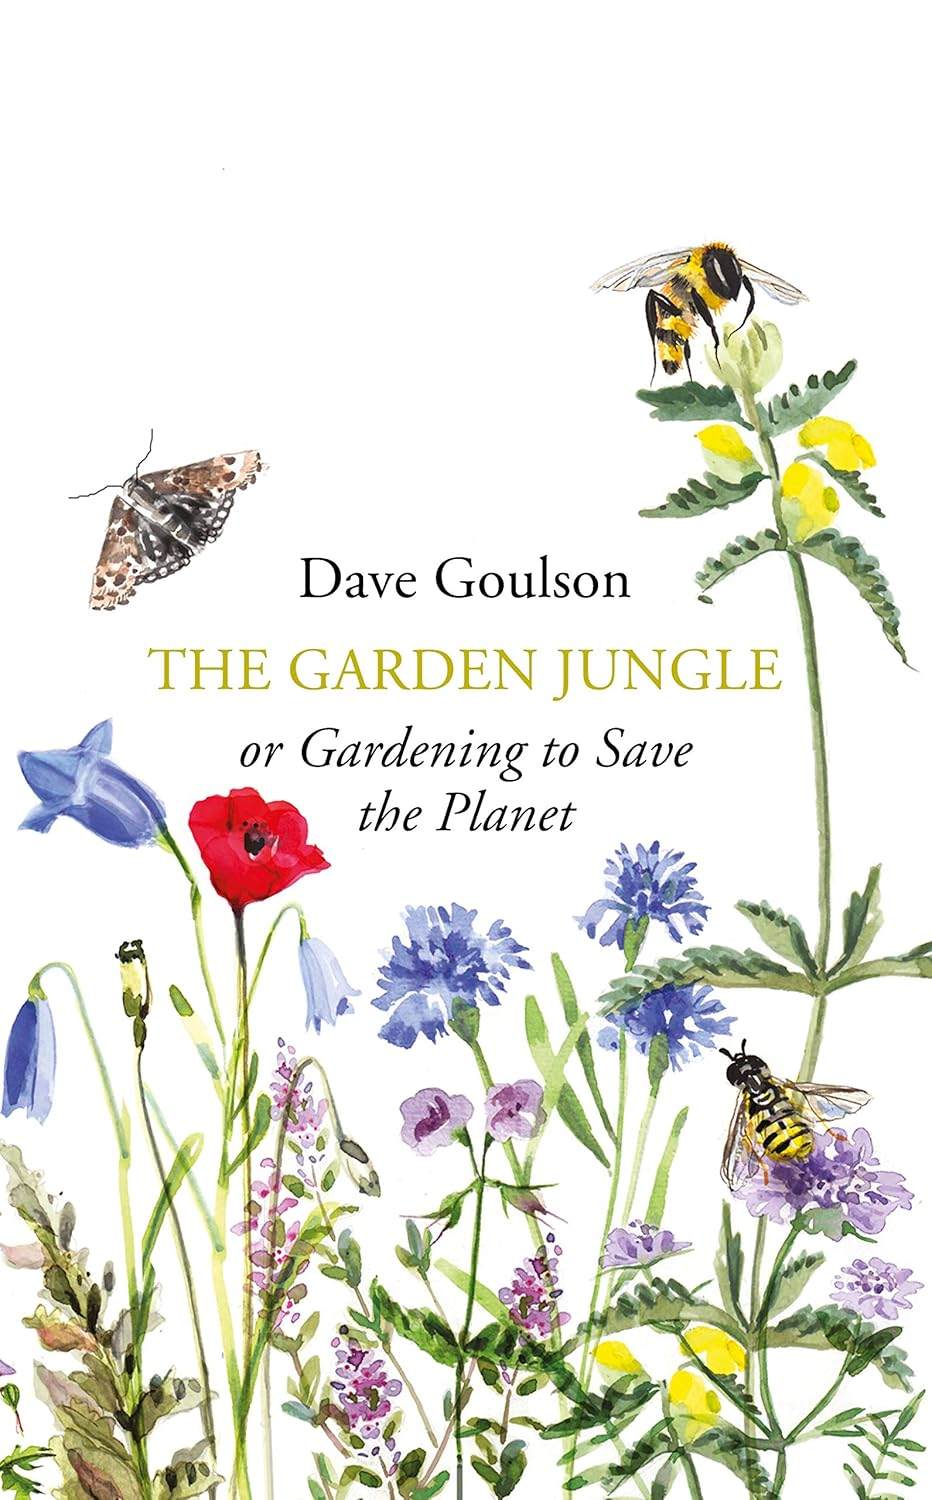 Dave Goulson
THE GARDEN JUNGLE
or Gardening to Save
the Planet